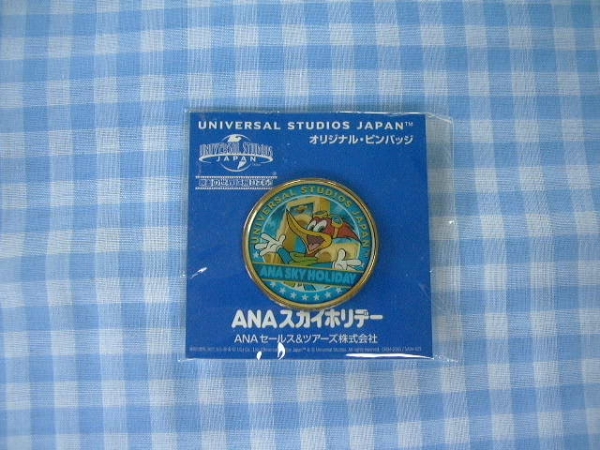 UNIVERSAL STUDIOS JAPAN™
オリジナル・ピンバッジ
UNIVERSAL STUDIOS
JAPAN
UNIVERSAL STUDIOS JAPAN
ANA SKY HOLIDAY
ANAスカイホリデー
ANAセールス&ツアーズ株式会社